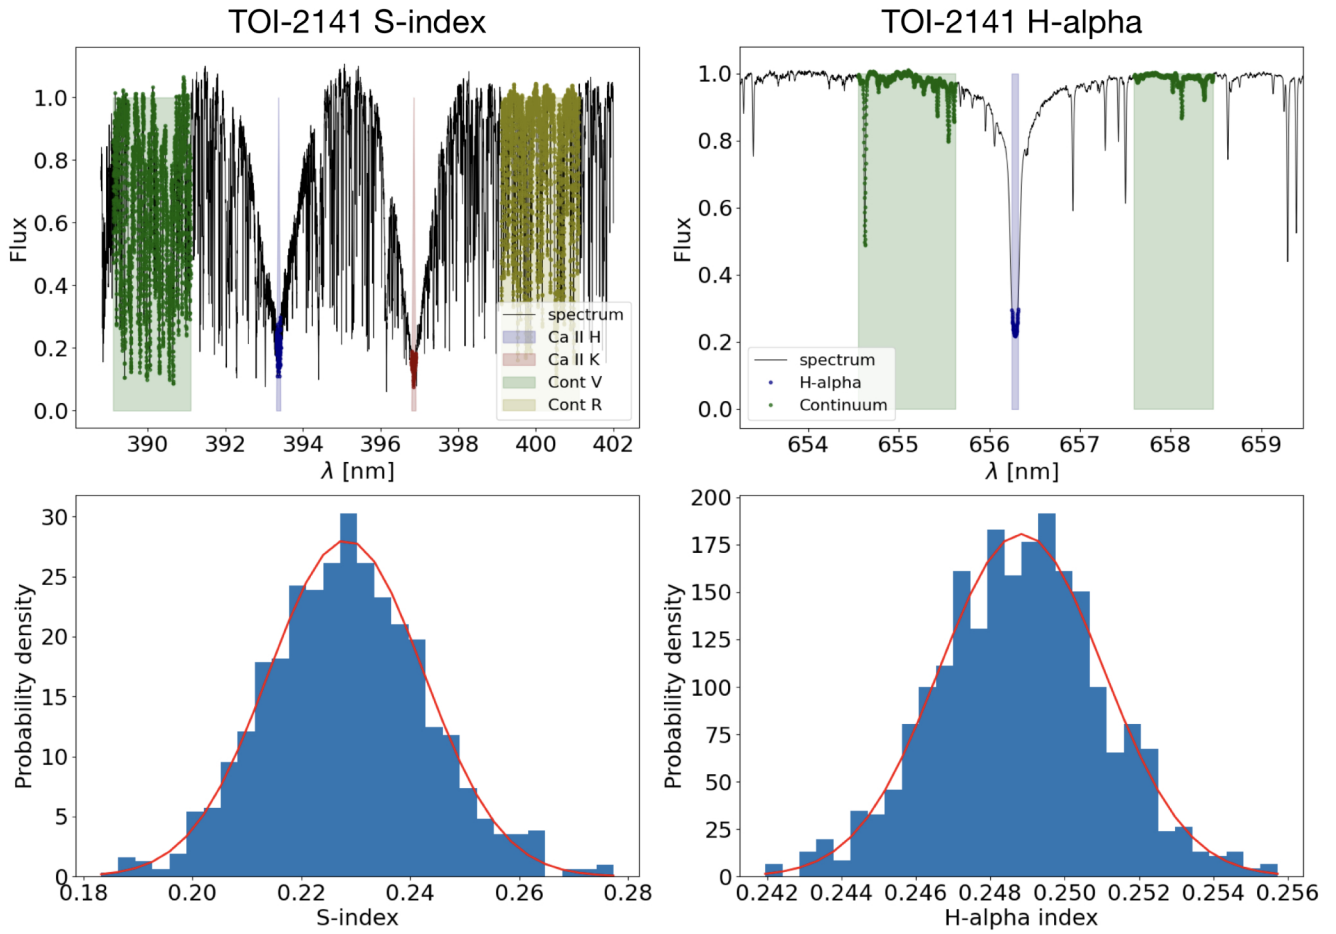 TOI-2141 S-index
Flux
1.0
0.8
0.6
0.4
0.2
0.0
spectrum
Ca II H
Ca II K
Cont V
Cont R
390 392 394 396 398 400 402
λ [nm]
TOI-2141 H-alpha
Flux
1.0
0.8
0.6
0.4
0.2
0.0
spectrum
H-alpha
Continuum
654 655 656 657 658 659
λ [nm]
Probability density
30
25
20
15
10
5
0
0.18 0.20 0.22 0.24 0.26 0.28
S-index
Probability density
200
175
150
125
100
75
50
25
0
0.242 0.244 0.246 0.248 0.250 0.252 0.254 0.256
H-alpha index